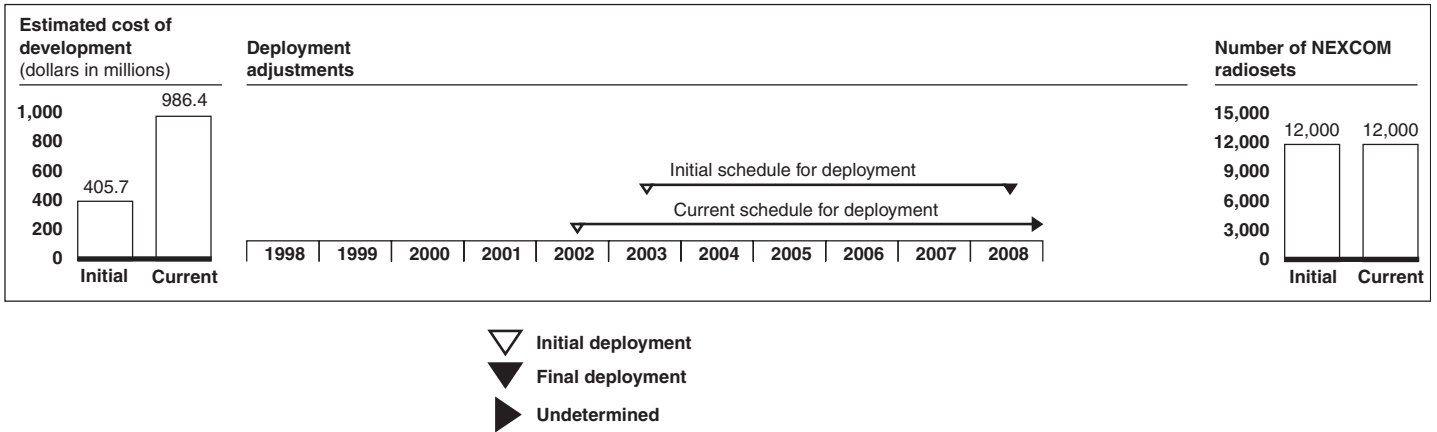 Estimated cost of
development
(dollars in millions)
1,000
800
600
400
200
0
405.7
986.4
Initial
Current
Deployment
adjustments
Initial schedule for deployment
Current schedule for deployment
1998 1999 2000 2001 2002 2003 2004 2005 2006 2007 2008
Number of NEXCOM
radiosets
15,000
12,000
9,000
6,000
3,000
0
12,000
12,000
Initial
Current
Initial deployment
Final deployment
Undetermined